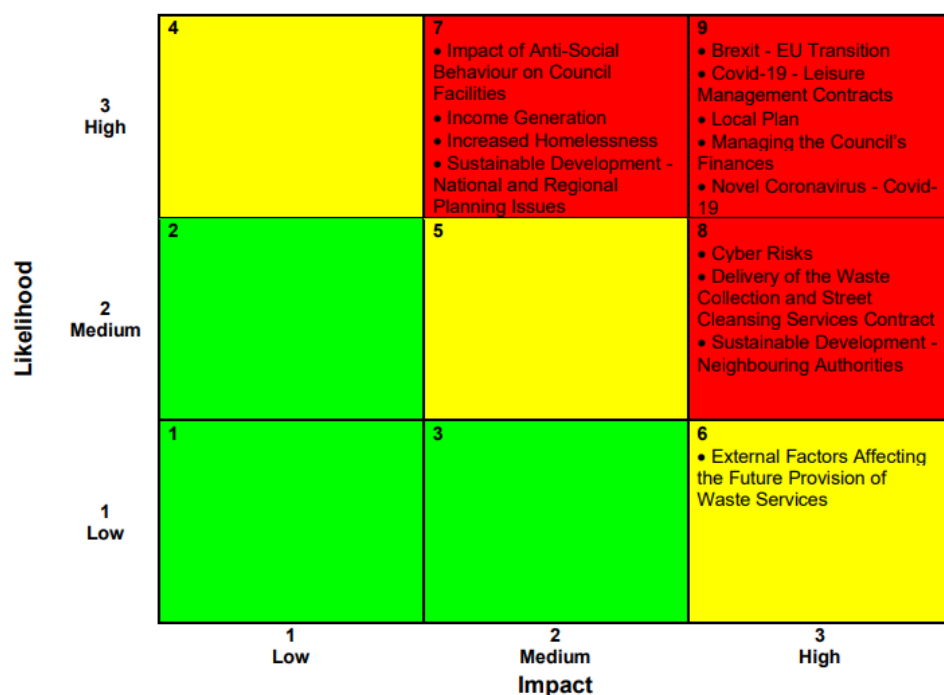 4
7
• Impact of Anti-Social
Behaviour on Council
Facilities
• Income Generation
• Increased Homelessness
• Sustainable Development -
National and Regional
Planning Issues
9
• Brexit - EU Transition
• Covid-19 - Leisure
Management Contracts
• Local Plan
• Managing the Council's
Finances
• Novel Coronavirus - Covid-
19
3
High
2
5
8
• Cyber Risks
• Delivery of the Waste
Collection and Street
Cleansing Services Contract
• Sustainable Development -
Neighbouring Authorities
Likelihood
2
Medium
1
3
6
• External Factors Affecting
the Future Provision of
Waste Services
1
Low
1
Low
2
Medium
3
High
Impact